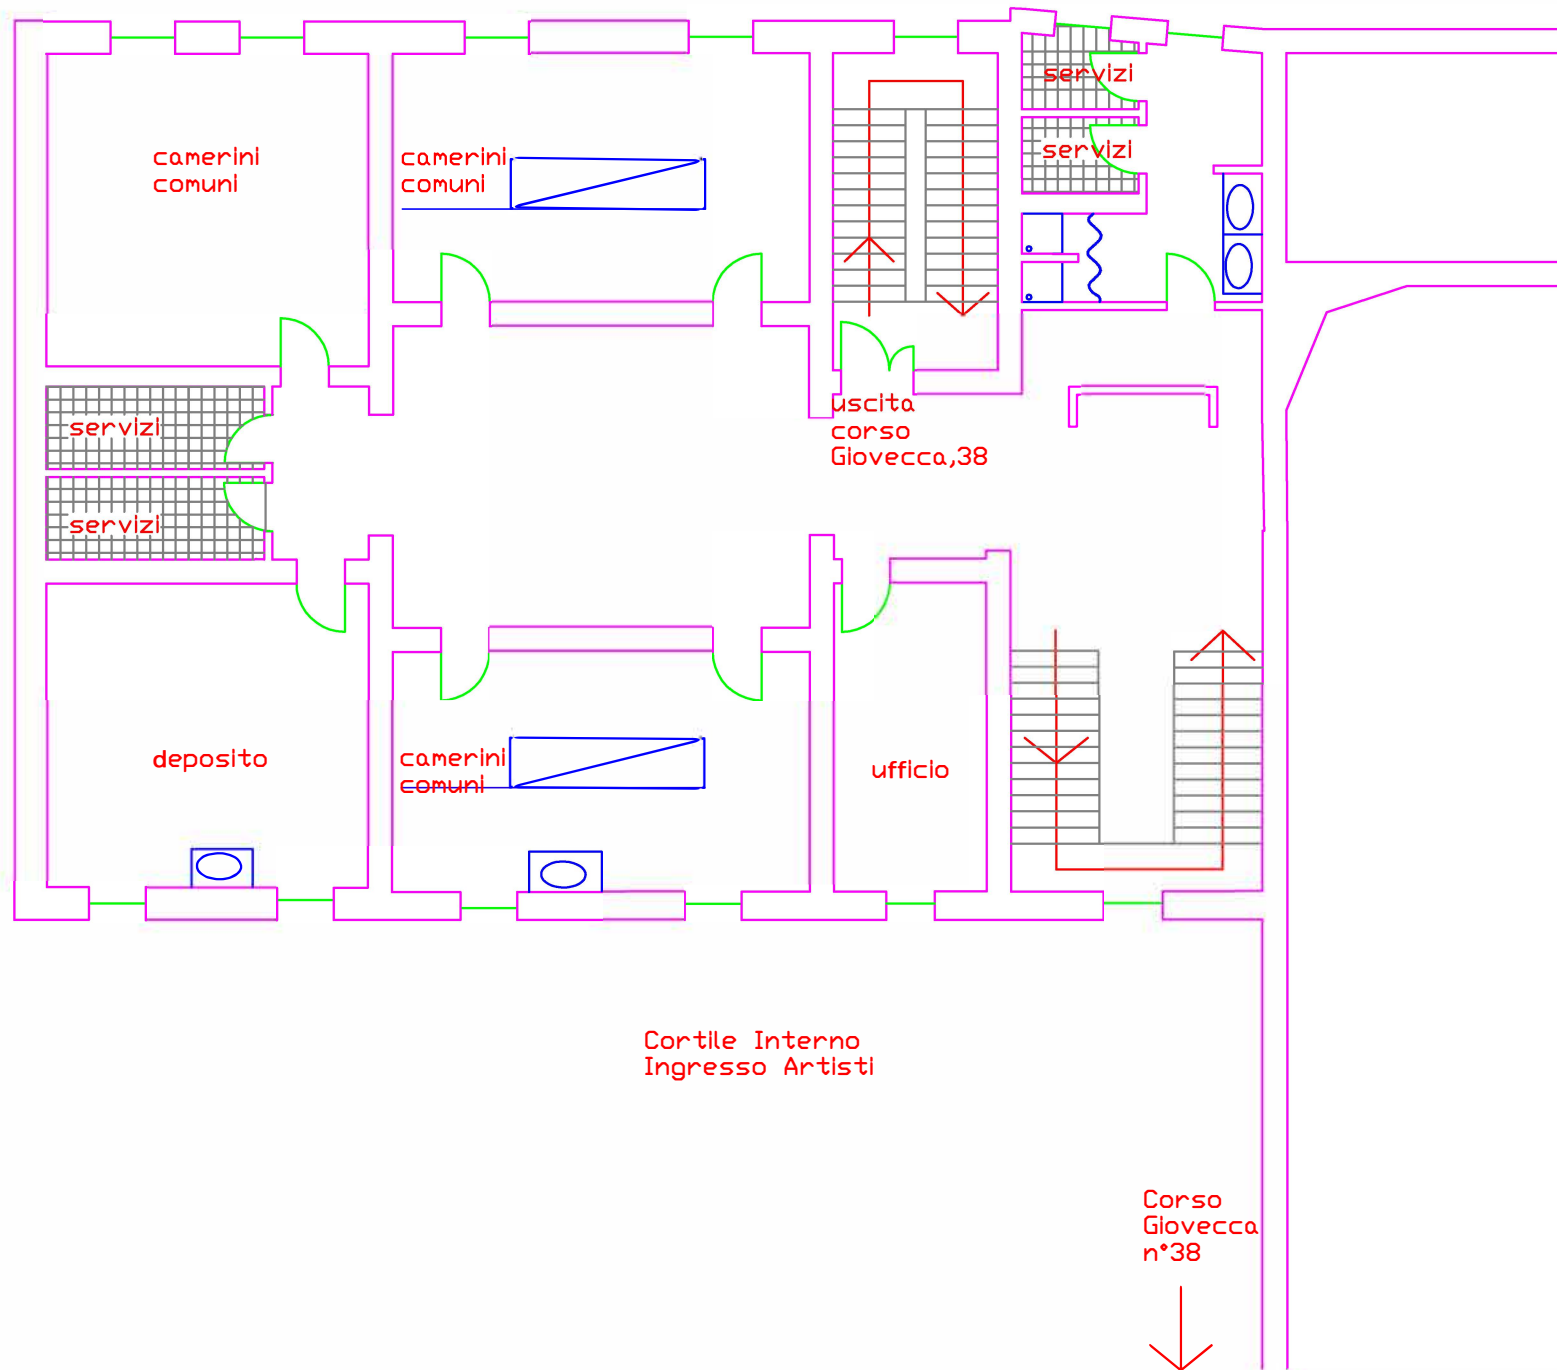 servizi
servizi
camerini
comuni
camerini
comuni
uscita
corso
Giovecca,38
servizi
servizi
deposito
camerini
comuni
ufficio
Cortile Interno
Ingresso Artisti
Corso
Giovecca
n°38